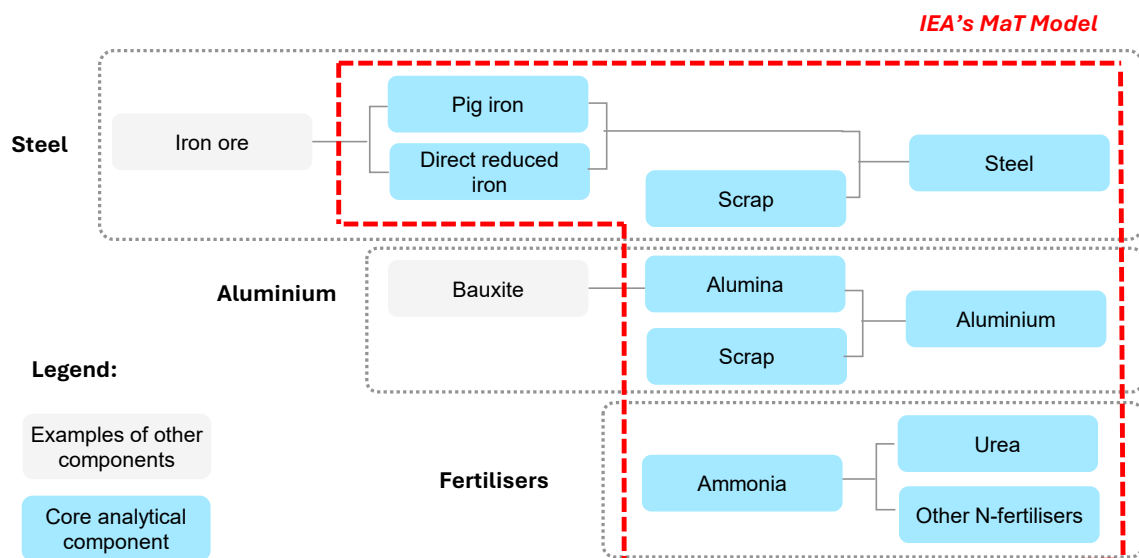 IEA's MaT Model
Steel
Iron ore
Pig iron
Direct reduced
iron
Scrap
Steel
Aluminium
Bauxite
Alumina
Scrap
Aluminium
Legend:
Examples of other
components
Core analytical
component
Fertilisers
Ammonia
Urea
Other N-fertilisers